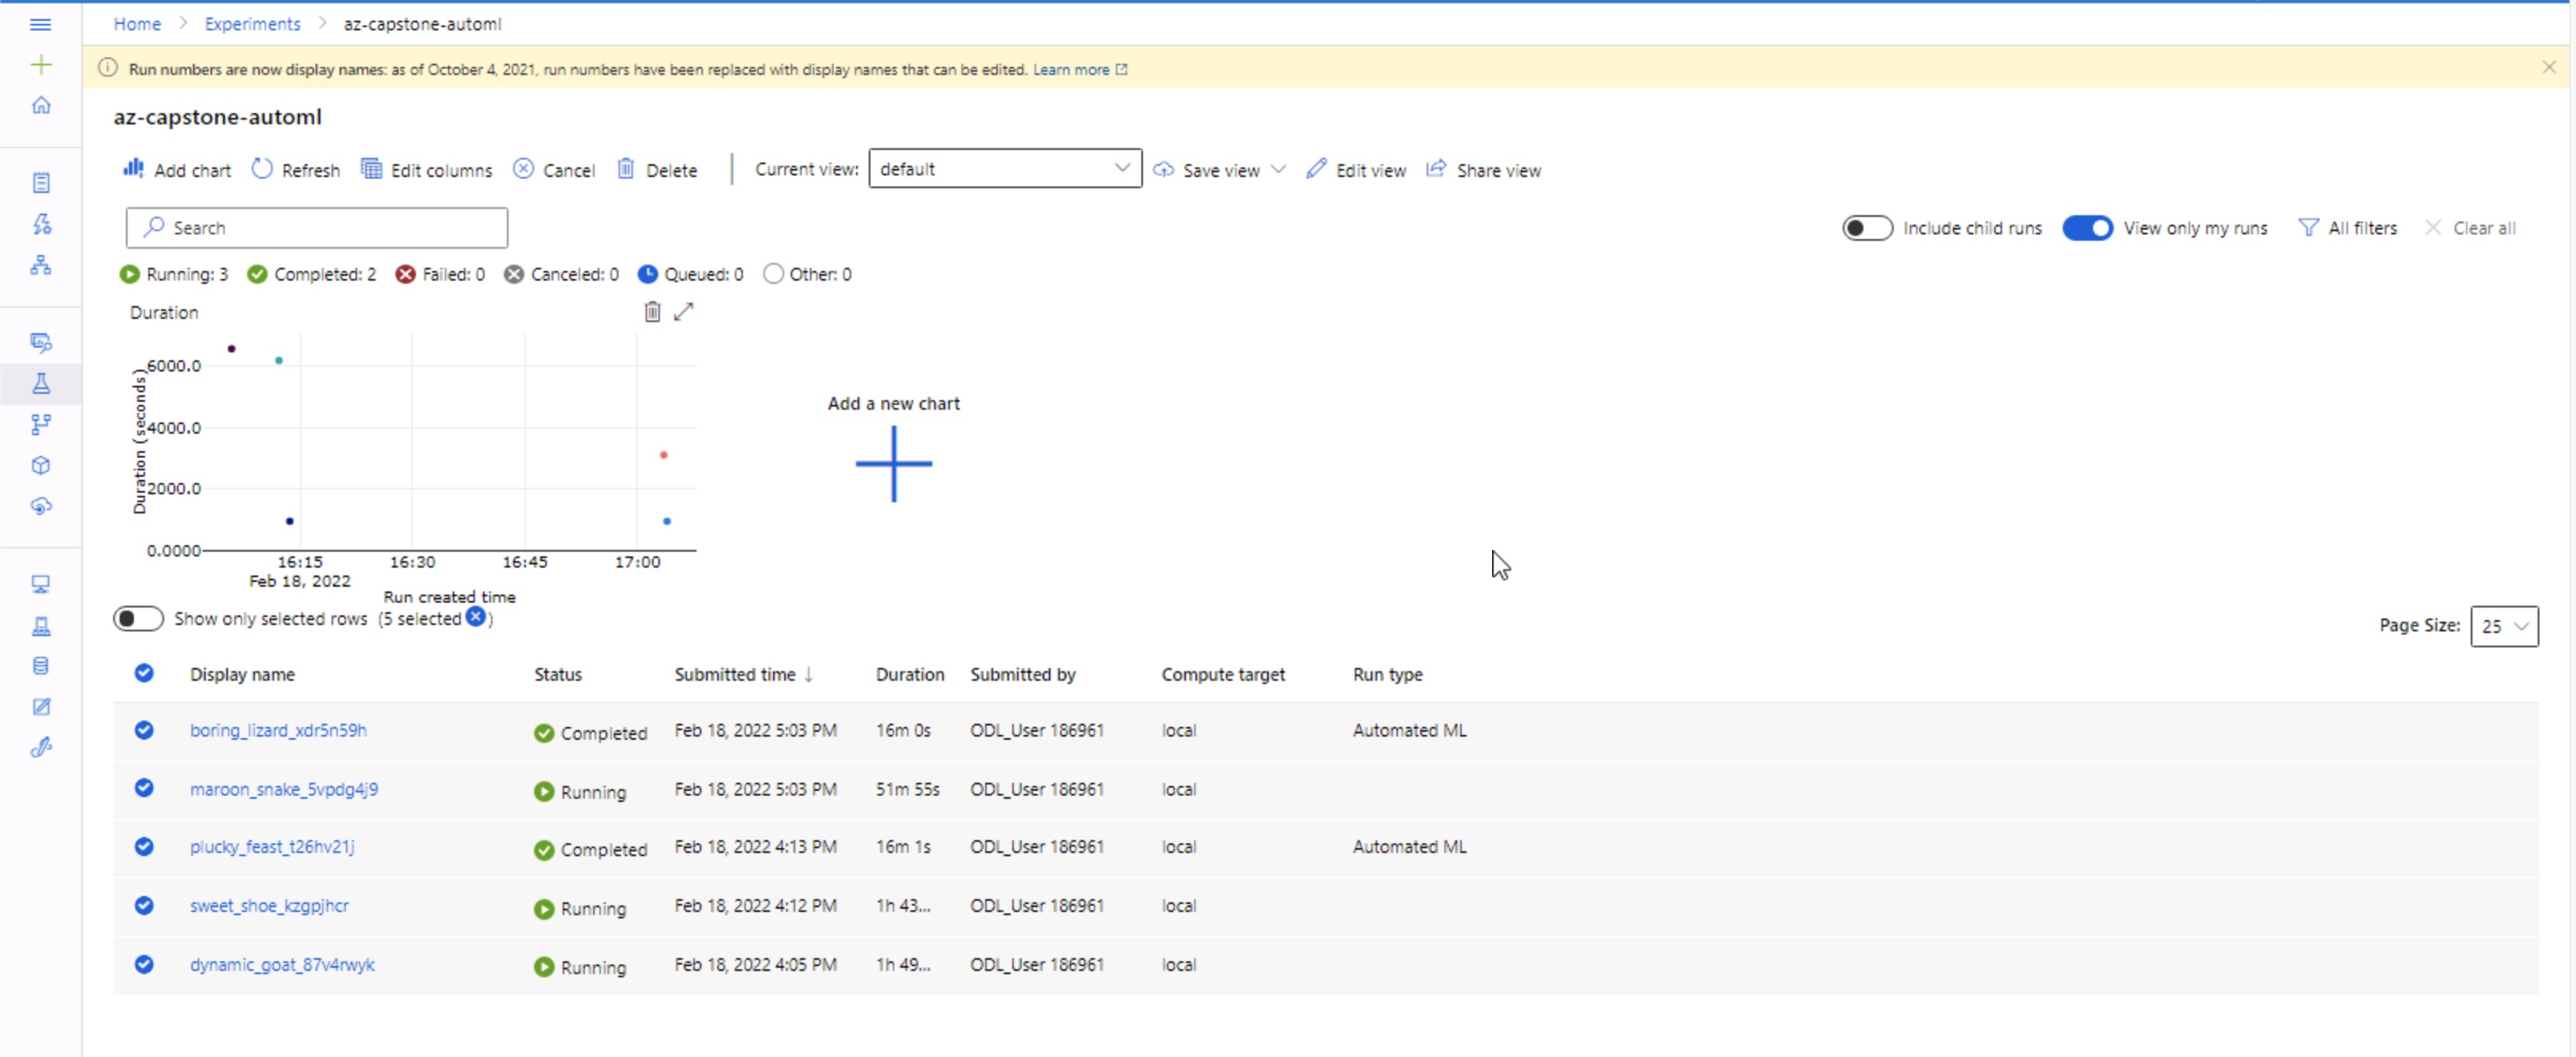 Home > Experiments > az-capstone-automl
Run numbers are now display names: as of October 4, 2021, run numbers have been replaced with display names that can be edited. Learn more
az-capstone-automl
Add chart Refresh Edit columns Cancel Delete Current view: default Save view Edit view Share view
Search Include child runs View only my runs All filters Clear all
Running: 3 Completed: 2 Failed: 0 Canceled: 0 Queued: 0 Other: 0
Duration
Duration (seconds)
6000.0
4000.0
2000.0
0.0000
16:15 16:30 16:45 17:00
Feb 18, 2022
Run created time
Add a new chart
Show only selected rows (5 selected )
Page Size: 25
Display name Status Submitted time ↓ Duration Submitted by Compute target Run type
boring_lizard_xdr5n59h Completed Feb 18, 2022 5:03 PM 16m 0s ODL_User 186961 local Automated ML
maroon_snake_5vpdg4j9 Running Feb 18, 2022 5:03 PM 51m 55s ODL_User 186961 local
plucky_feast_t26hv21j Completed Feb 18, 2022 4:13 PM 16m 1s ODL_User 186961 local Automated ML
sweet_shoe_kzgpjhcr Running Feb 18, 2022 4:12 PM 1h 43... ODL_User 186961 local
dynamic_goat_87v4rwyk Running Feb 18, 2022 4:05 PM 1h 49... ODL_User 186961 local